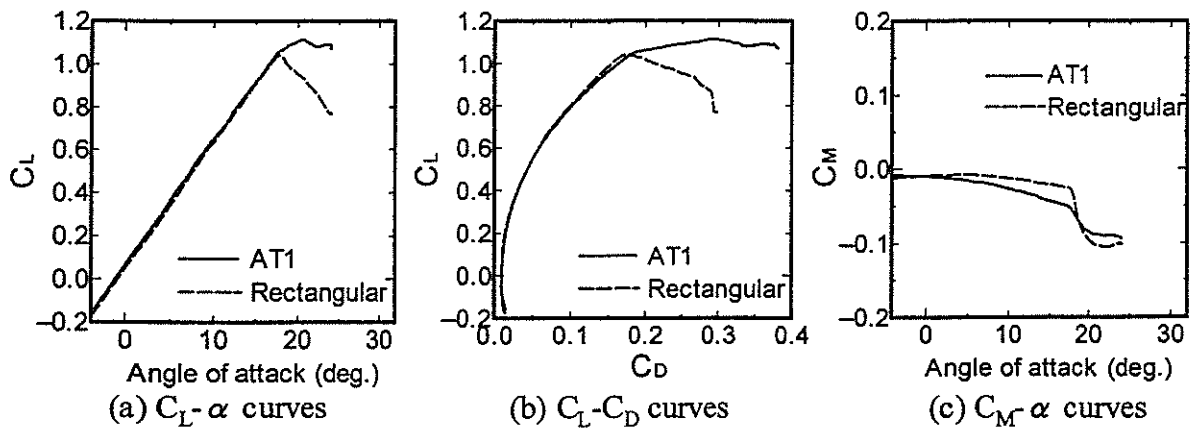 1.2
1.0
0.8
0.6
0.4
0.2
0.0
−0.2
C_L
AT1
Rectangular
0
10
20
30
Angle of attack (deg.)
(a) C_L - α curves
1.2
1.0
0.8
0.6
0.4
0.2
0.0
−0.2
C_L
AT1
Rectangular
0.0
0.1
0.2
0.3
0.4
C_D
(b) C_L-C_D curves
0.2
0.1
0.0
−0.1
−0.2
C_M
AT1
Rectangular
0
10
20
30
Angle of attack (deg.)
(c) C_M- α curves